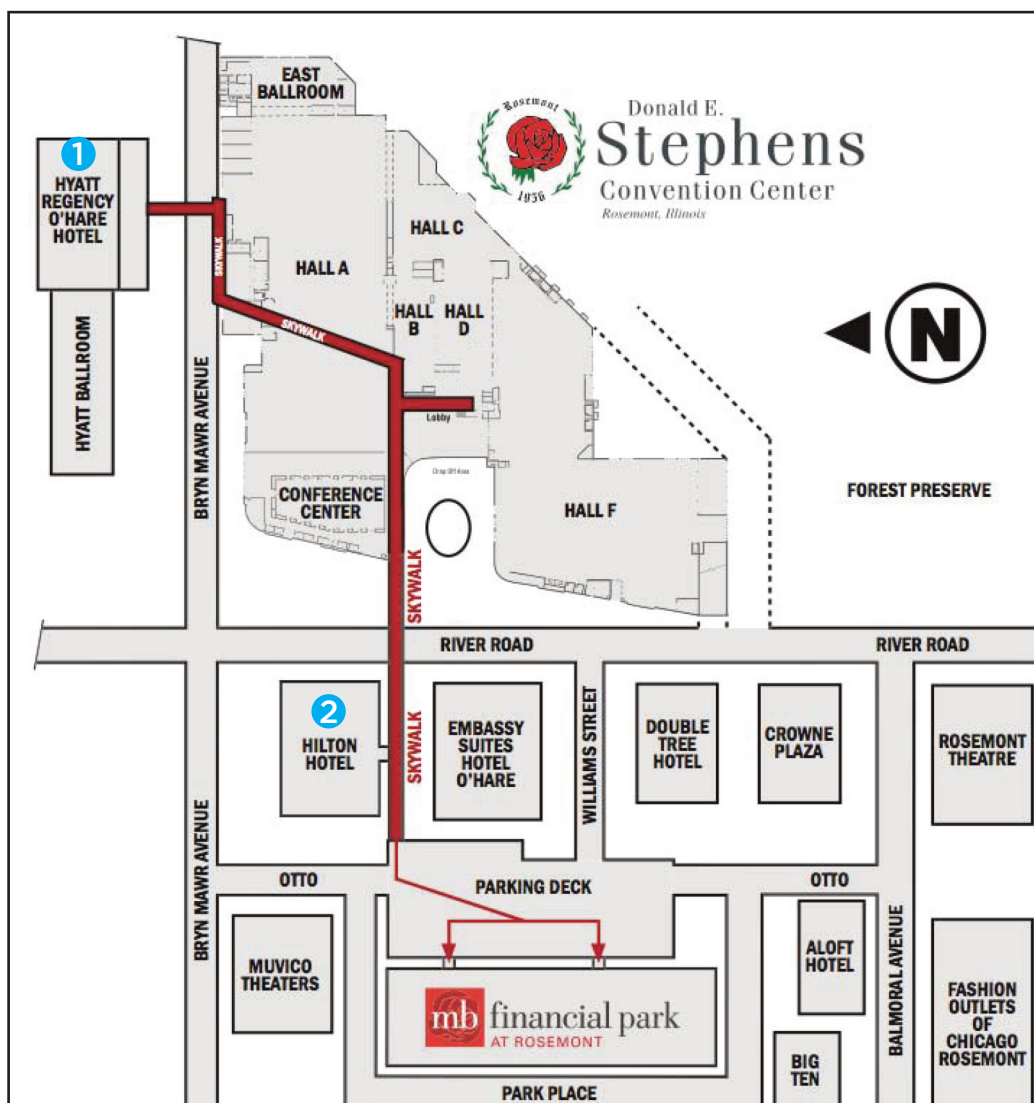 EAST
BALLROOM
Rosemont
1956
Donald E.
Stephens
Convention Center
Rosemont, Illinois
1
HYATT
REGENCY
O'HARE
HOTEL
SKYWALK
HALL A
HALL C
HALL
B
HALL
D
SKYWALK
N
HYATT BALLROOM
BRYN MAWR AVENUE
Lobby
Drop Off Area
CONFERENCE
CENTER
HALL F
FOREST PRESERVE
SKYWALK
RIVER ROAD
RIVER ROAD
2
HILTON
HOTEL
SKYWALK
EMBASSY
SUITES
HOTEL
O'HARE
WILLIAMS STREET
DOUBLE
TREE
HOTEL
CROWNE
PLAZA
ROSEMONT
THEATRE
BRYN MAWR AVENUE
OTTO
PARKING DECK
OTTO
MUVICO
THEATERS
mb financial park
AT ROSEMONT
ALOFT
HOTEL
BALMORAL AVENUE
FASHION
OUTLETS
OF
CHICAGO
ROSEMONT
BIG
TEN
PARK PLACE